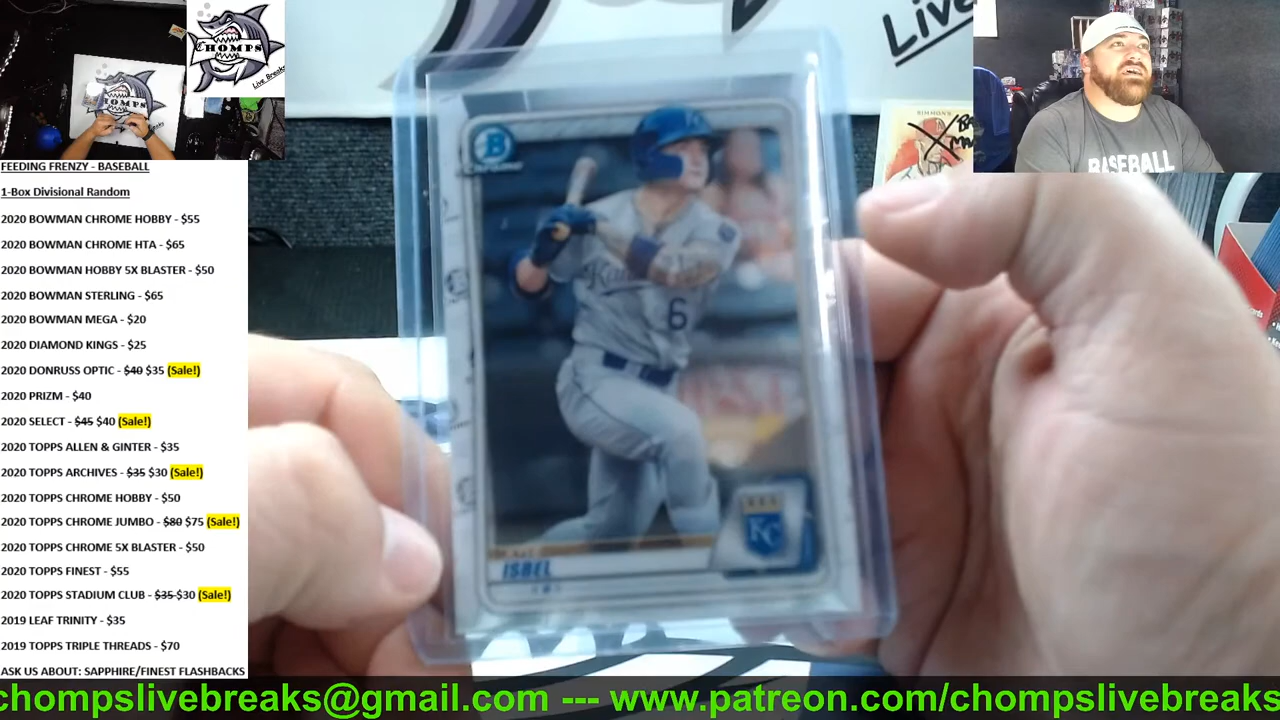 CHOMPS
Live Breaks
CHOMPS
Live
SIMMONS
BASEBALL
FEEDING FRENZY - BASEBALL
1-Box Divisional Random
2020 BOWMAN CHROME HOBBY - $55
2020 BOWMAN CHROME HTA - $65
2020 BOWMAN HOBBY 5X BLASTER - $50
2020 BOWMAN STERLING - $65
2020 BOWMAN MEGA - $20
2020 DIAMOND KINGS - $25
2020 DONRUSS OPTIC - $40 $35 (Sale!)
2020 PRIZM - $40
2020 SELECT - $45 $40 (Sale!)
2020 TOPPS ALLEN & GINTER - $35
2020 TOPPS ARCHIVES - $35 $30 (Sale!)
2020 TOPPS CHROME HOBBY - $50
2020 TOPPS CHROME JUMBO - $80 $75 (Sale!)
2020 TOPPS CHROME 5X BLASTER - $50
2020 TOPPS FINEST - $55
2020 TOPPS STADIUM CLUB - $35 $30 (Sale!)
2019 LEAF TRINITY - $35
2019 TOPPS TRIPLE THREADS - $70
ASK US ABOUT: SAPPHIRE/FINEST FLASHBACKS
B
Chrome
6
KC
ISBEL
chompslivebreaks@gmail.com --- www.patreon.com/chompslivebreaks